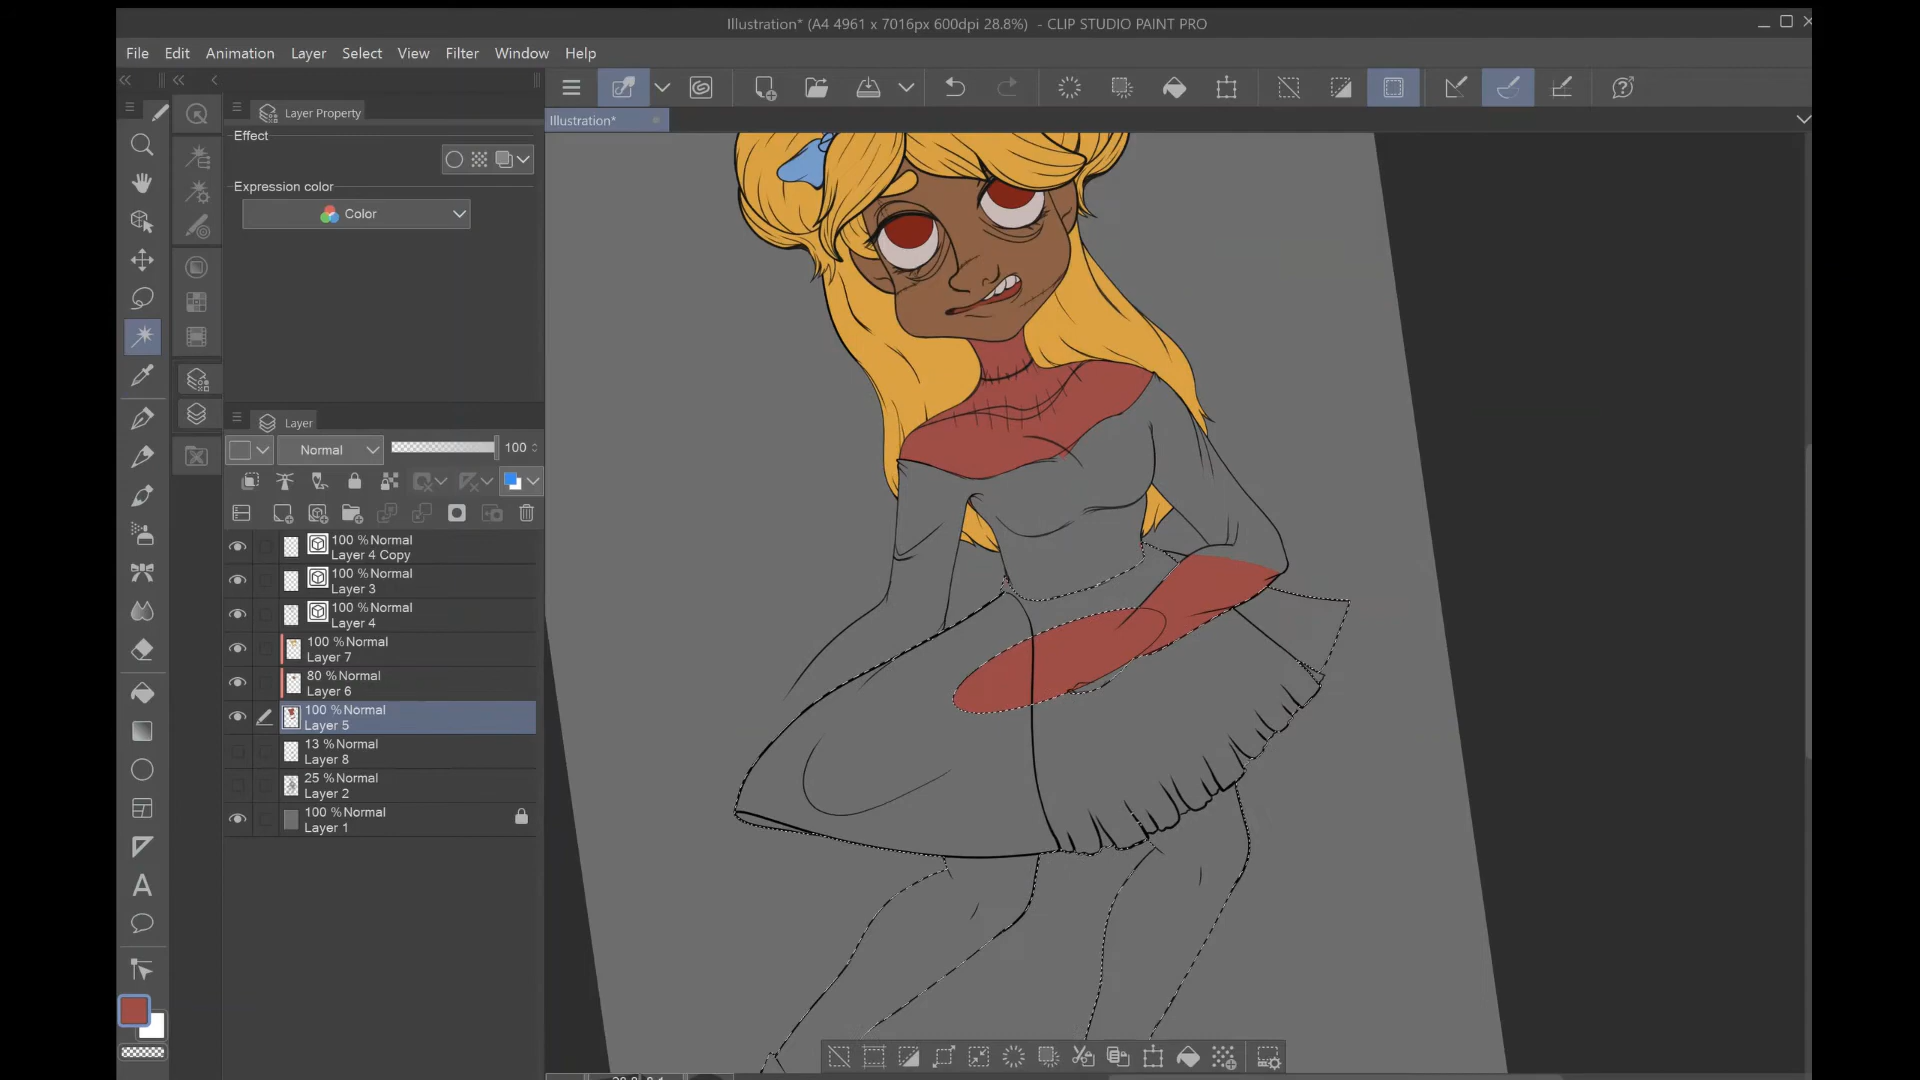 Illustration* (A4 4961 x 7016px 600dpi 28.8%) - CLIP STUDIO PAINT PRO
File Edit Animation Layer Select View Filter Window Help
Layer Property
Illustration*
Effect
Expression color
Color
Layer
Normal 100
100 % Normal
Layer 4 Copy
100 % Normal
Layer 3
100 % Normal
Layer 4
100 % Normal
Layer 7
80 % Normal
Layer 6
100 % Normal
Layer 5
13 % Normal
Layer 8
25 % Normal
Layer 2
100 % Normal
Layer 1